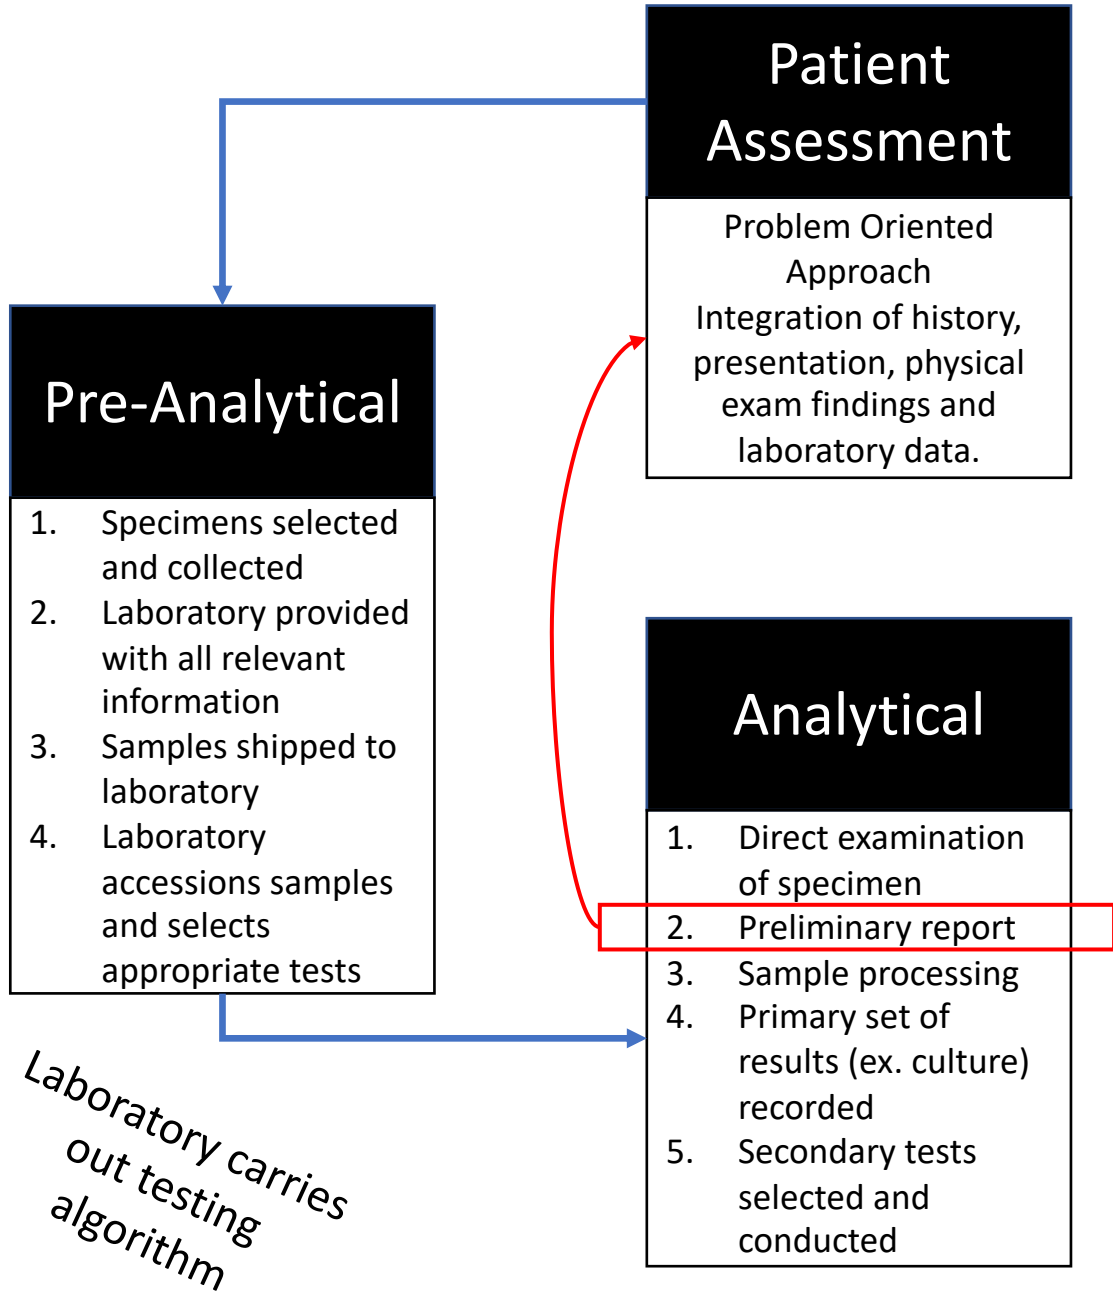 Patient
Assessment
Problem Oriented
Approach
Integration of history,
presentation, physical
exam findings and
laboratory data.
Pre-Analytical
1. Specimens selected
and collected
2. Laboratory provided
with all relevant
information
3. Samples shipped to
laboratory
4. Laboratory
accessions samples
and selects
appropriate tests
Laboratory carries
out testing
algorithm
Analytical
1. Direct examination
of specimen
2. Preliminary report
3. Sample processing
4. Primary set of
results (ex. culture)
recorded
5. Secondary tests
selected and
conducted